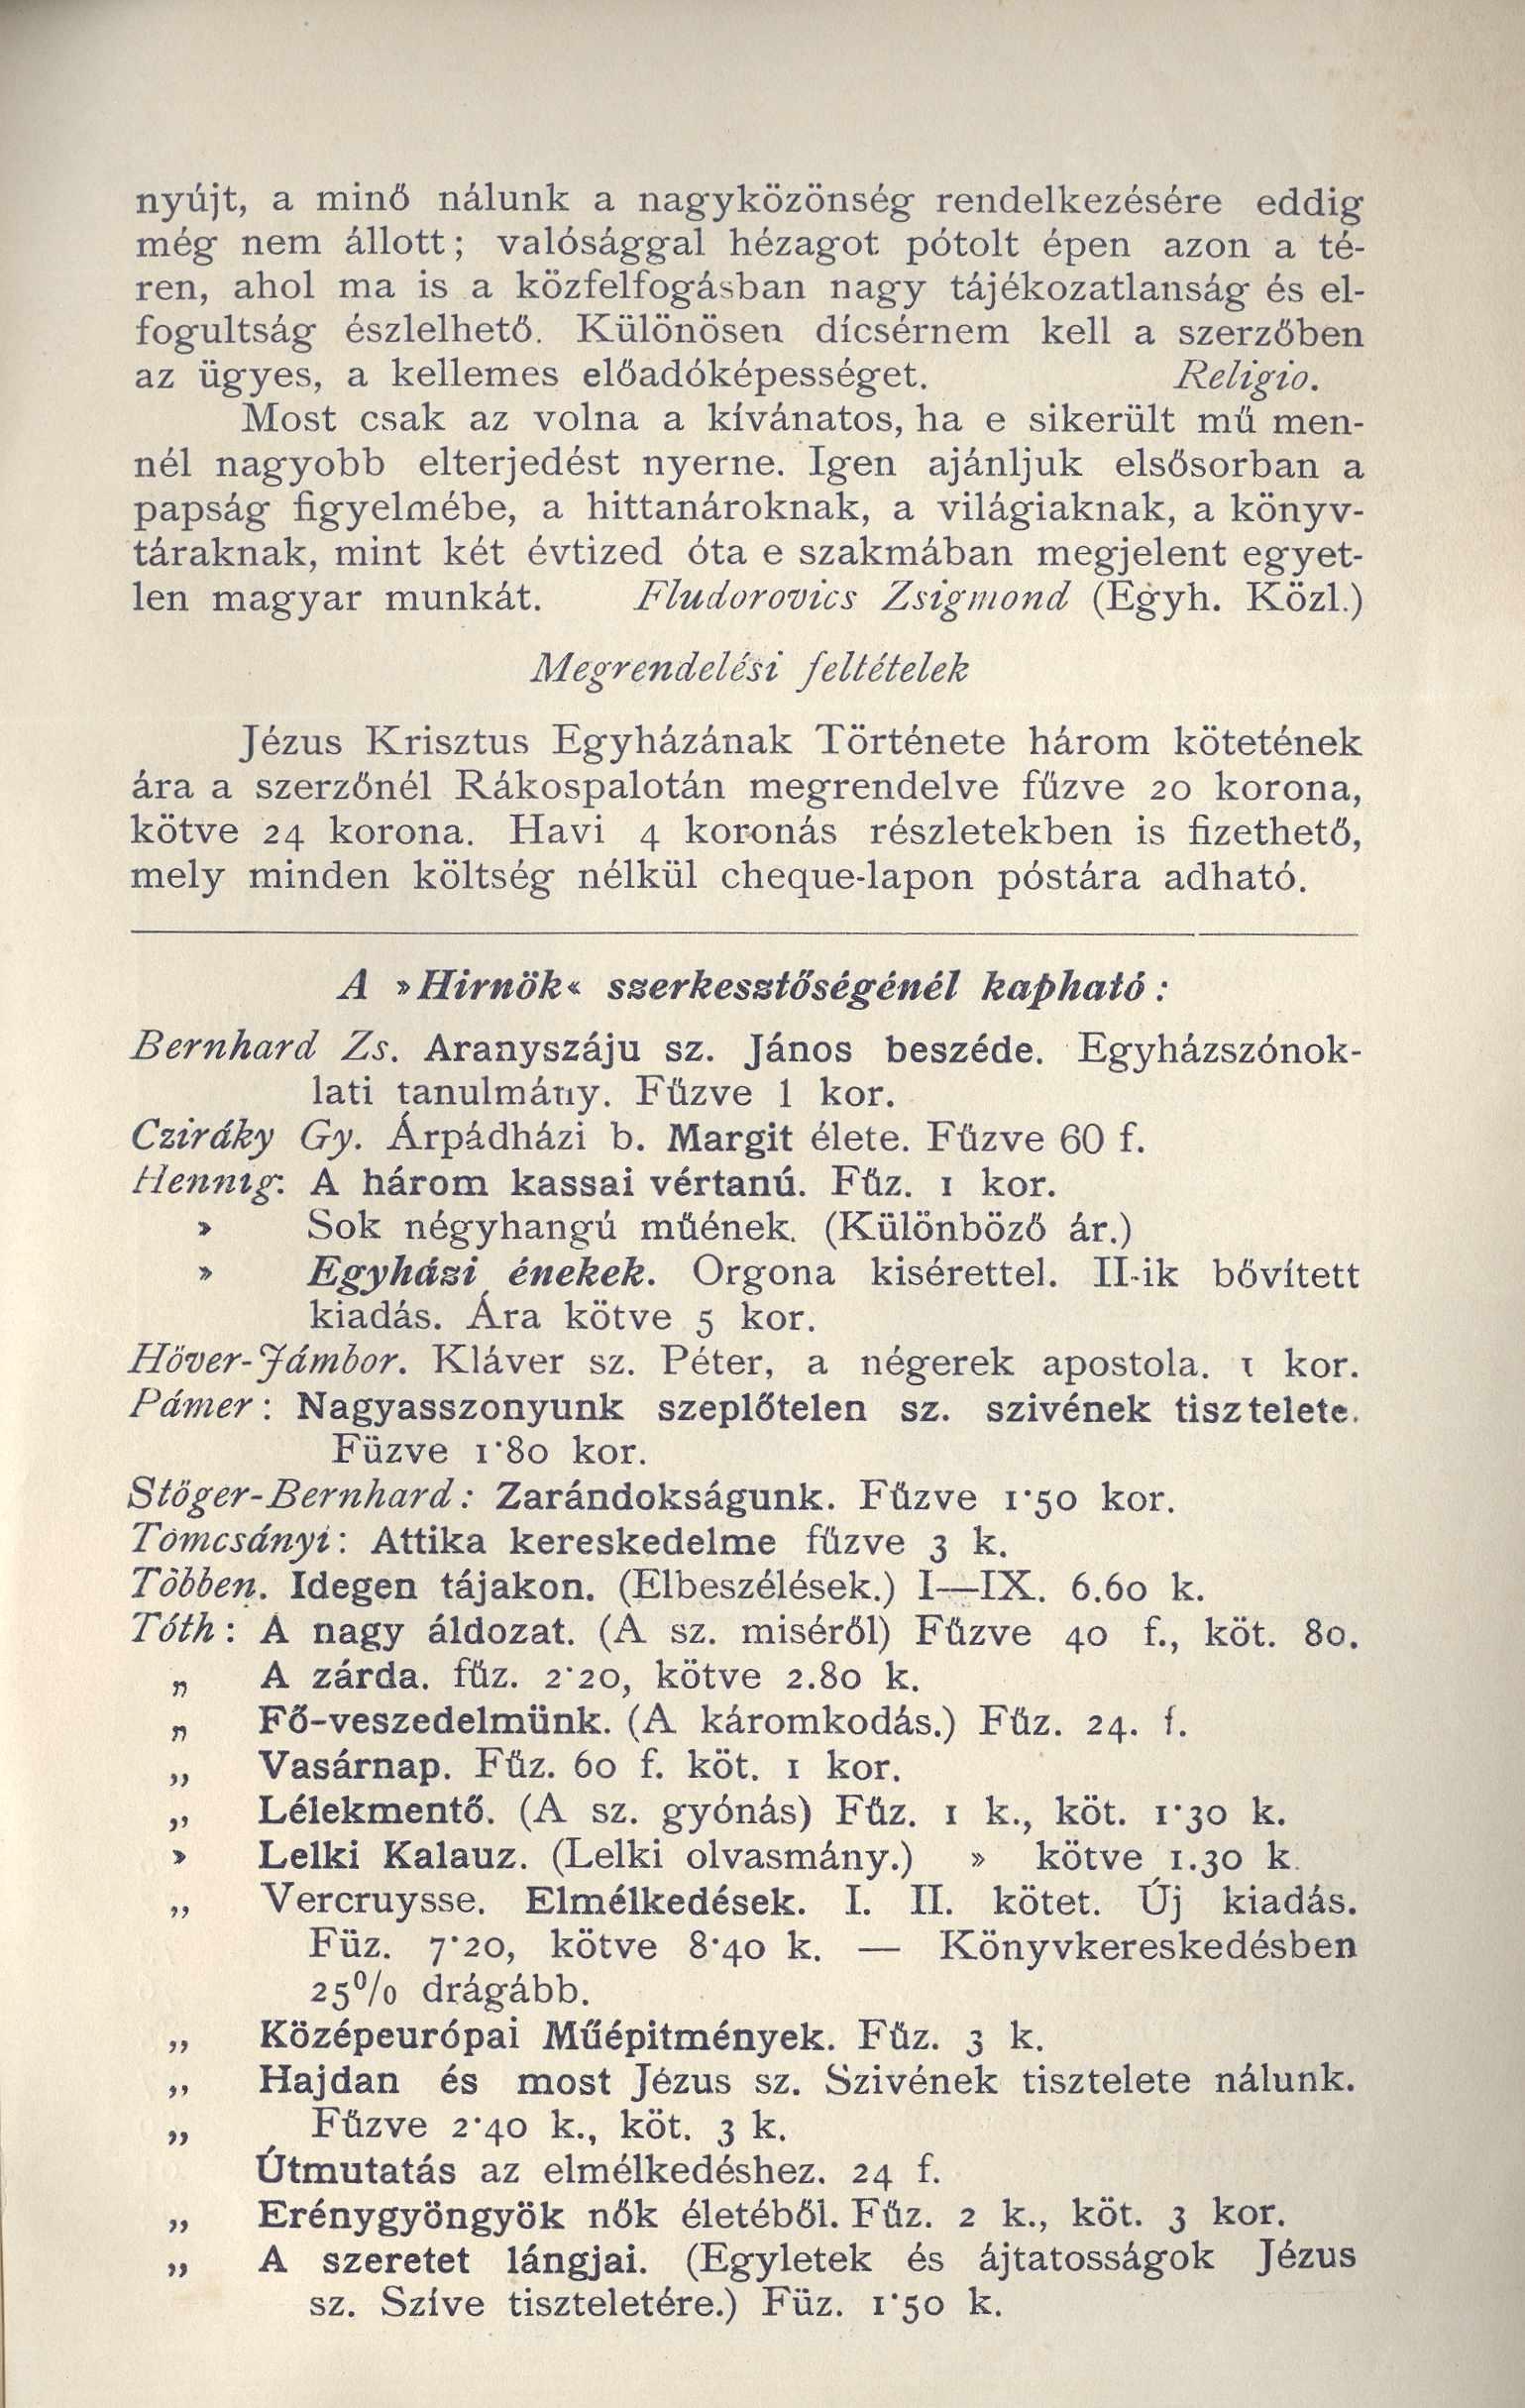 nyújt, a minő nálunk a nagyközönség rendelkezésére eddig
még nem állott; valósággal hézagot pótolt épen azon a té-
ren, ahol ma is a közfelfogásban nagy tájékozatlanság és el-
fogultság észlelhető. Különösen dícsérnem kell a szerzőben
az ügyes, a kellemes előadóképességet. Religio.
Most csak az volna a kívánatos, ha e sikerült mű men-
nél nagyobb elterjedést nyerne. Igen ajánljuk elsősorban a
papság figyelmébe, a hittanároknak, a világiaknak, a könyv-
táraknak, mint két évtized óta e szakmában megjelent egyet-
len magyar munkát. Fludorovics Zsigmond (Egyh. Közl.)
Megrendelési feltételek
Jézus Krisztus Egyházának Története három kötetének
ára a szerzőnél Rákospalotán megrendelve fűzve 20 korona,
kötve 24 korona. Havi 4 koronás részletekben is fizethető,
mely minden költség nélkül cheque-lapon póstára adható.
A »Hirnök« szerkesztőségénél kapható:
Bernhard Zs. Aranyszáju sz. János beszéde. Egyházszónok-
lati tanulmány. Fűzve 1 kor.
Cziráky Gy. Árpádházi b. Margit élete. Fűzve 60 f.
Hennig: A három kassai vértanú. Fűz. 1 kor.
» Sok négyhangú műének. (Különböző ár.)
» Egyházi énekek. Orgona kisérettel. II-ik bővített
kiadás. Ára kötve 5 kor.
Höver-Jámbor. Kláver sz. Péter, a négerek apostola. 1 kor.
Pámer: Nagyasszonyunk szeplőtelen sz. szivének tisztelete.
Füzve 1·80 kor.
Stöger-Bernhard: Zarándokságunk. Fűzve 1·50 kor.
Tomcsányi: Attika kereskedelme fűzve 3 k.
Többen. Idegen tájakon. (Elbeszélések.) I—IX. 6.60 k.
Tóth: A nagy áldozat. (A sz. miséről) Fűzve 40 f., köt. 80.
„ A zárda. fűz. 2·20, kötve 2.80 k.
„ Fő-veszedelmünk. (A káromkodás.) Fűz. 24. f.
„ Vasárnap. Fűz. 60 f. köt. 1 kor.
„ Lélekmentő. (A sz. gyónás) Fűz. 1 k., köt. 1·30 k.
» Lelki Kalauz. (Lelki olvasmány.) » kötve 1.30 k.
„ Vercruysse. Elmélkedések. I. II. kötet. Új kiadás.
Füz. 7·20, kötve 8·40 k. — Könyvkereskedésben
25% drágább.
„ Középeurópai Műépitmények. Fűz. 3 k.
„ Hajdan és most Jézus sz. Szivének tisztelete nálunk.
„ Fűzve 2·40 k., köt. 3 k.
Útmutatás az elmélkedéshez. 24 f.
„ Erénygyöngyök nők életéből. Fűz. 2 k., köt. 3 kor.
„ A szeretet lángjai. (Egyletek és ájtatosságok Jézus
sz. Szíve tiszteletére.) Füz. 1·50 k.